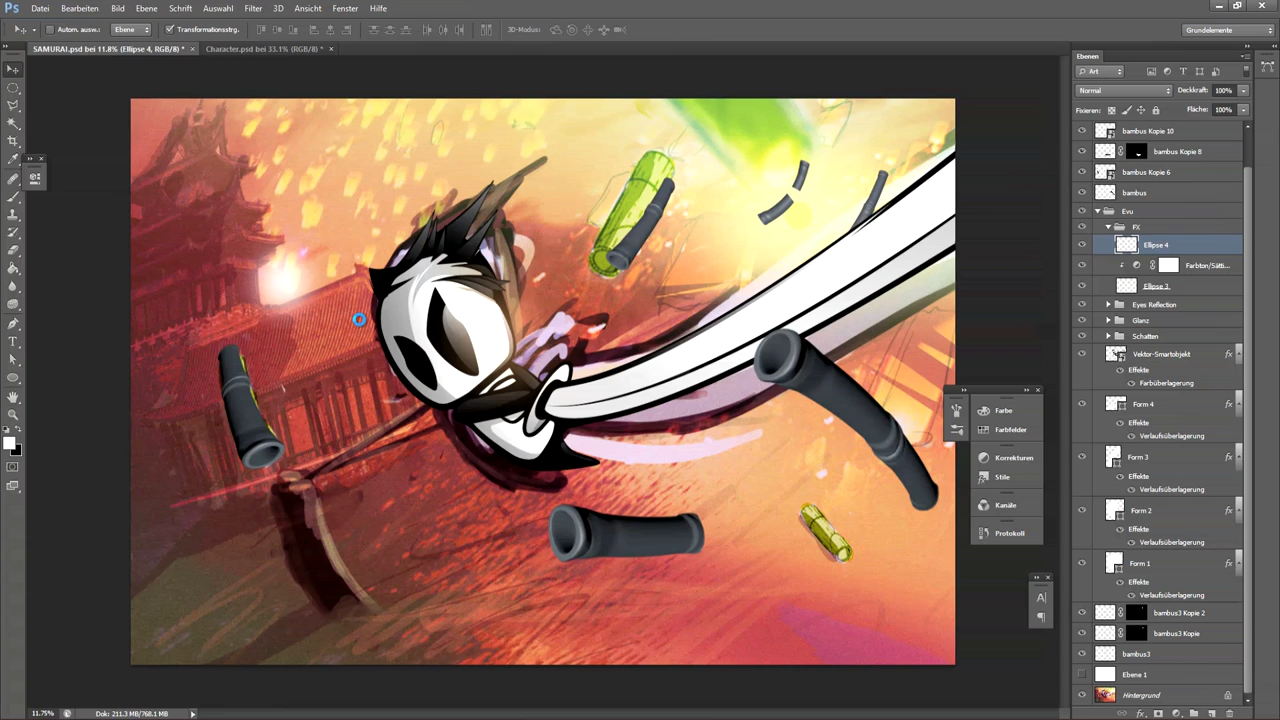 Ps Datei Bearbeiten Bild Ebene Schrift Auswahl Filter 3D Ansicht Fenster Hilfe
Autom. ausw.: Ebene Transformationsstrg. 3D-Modus: Grundelemente
SAMURAI.psd bei 11.8% (Ellipse 4, RGB/8) * × Character.psd bei 33.1% (RGB/8) * ×
Ebenen
Art
Normal Deckkraft: 100%
Fixieren: Fläche: 100%
bambus Kopie 10
bambus Kopie 8
bambus Kopie 6
bambus
Evu
FX
Ellipse 4
Farbton/Sätti...
Ellipse 3
Eyes Reflection
Glanz
Schatten
Vektor-Smartobjekt fx
Effekte
Farbüberlagerung
Form 4 fx
Effekte
Verlaufsüberlagerung
Form 3 fx
Effekte
Verlaufsüberlagerung
Form 2 fx
Effekte
Verlaufsüberlagerung
Form 1 fx
Effekte
Verlaufsüberlagerung
bambus3 Kopie 2
bambus3 Kopie
bambus3
Ebene 1
Hintergrund
Farbe
Farbfelder
Korrekturen
Stile
Kanäle
Protokoll
11.75% Dok: 211.3 MB/768.1 MB